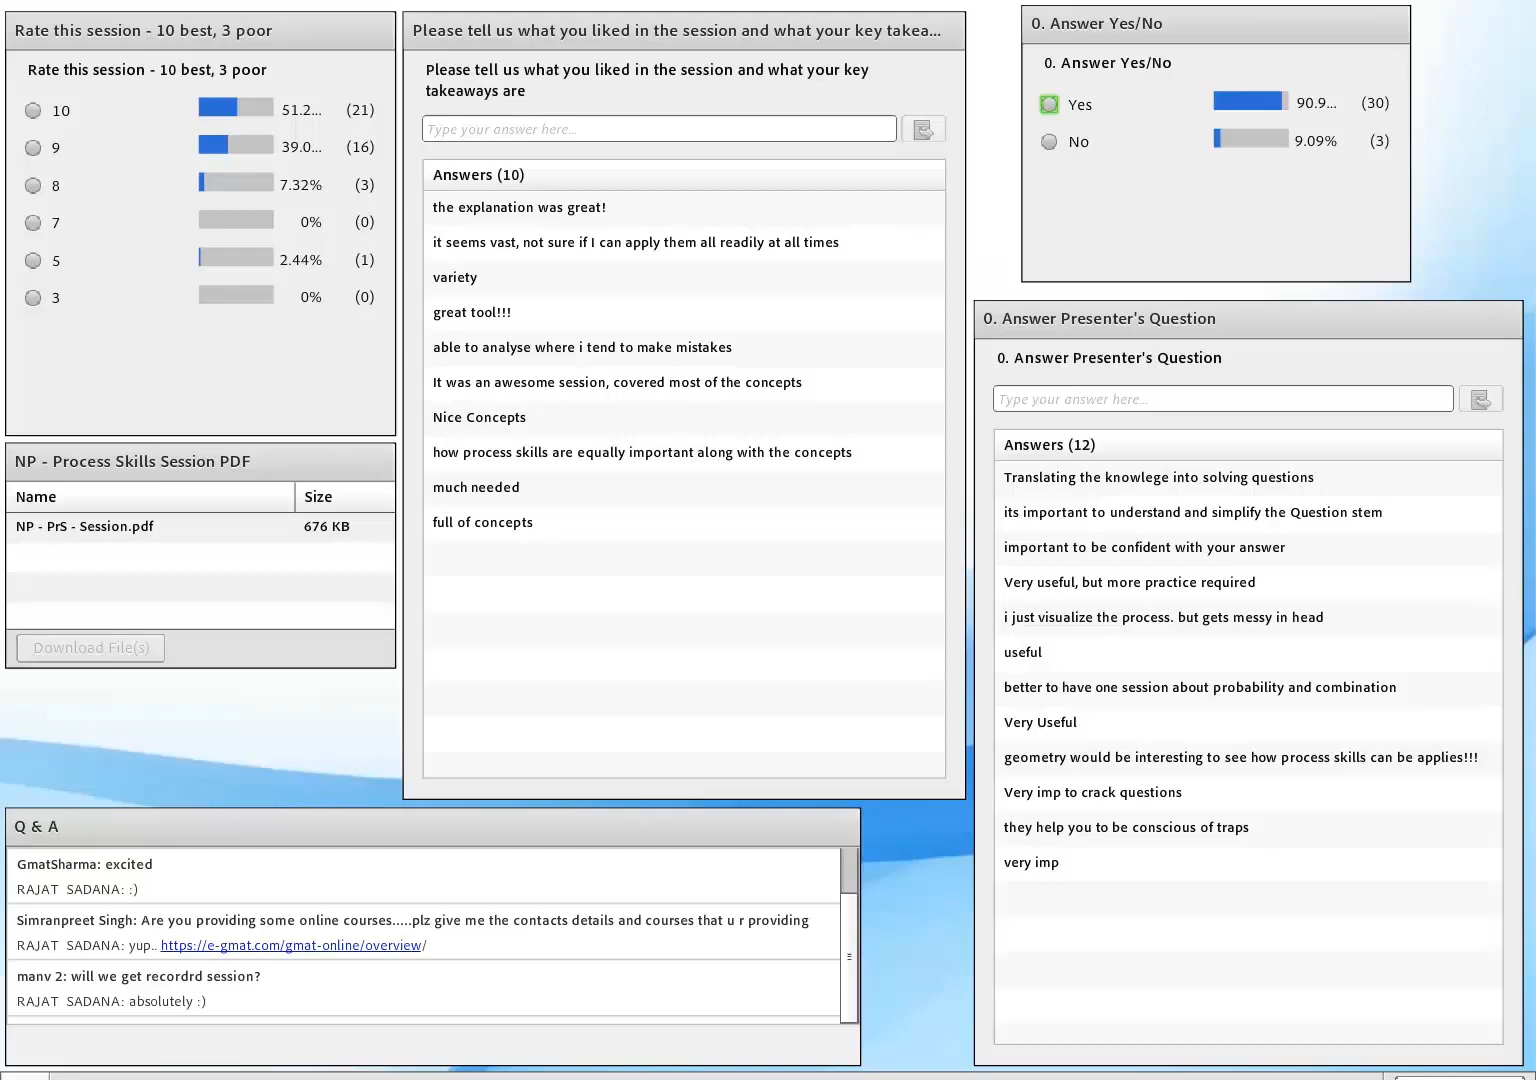 Rate this session - 10 best, 3 poor
Rate this session - 10 best, 3 poor
10 51.2... (21)
9 39.0... (16)
8 7.32% (3)
7 0% (0)
5 2.44% (1)
3 0% (0)
NP - Process Skills Session PDF
Name Size
NP - PrS - Session.pdf 676 KB
Download File(s)
Please tell us what you liked in the session and what your key takea...
Please tell us what you liked in the session and what your key
takeaways are
Type your answer here...
Answers (10)
the explanation was great!
it seems vast, not sure if I can apply them all readily at all times
variety
great tool!!!
able to analyse where i tend to make mistakes
It was an awesome session, covered most of the concepts
Nice Concepts
how process skills are equally important along with the concepts
much needed
full of concepts
0. Answer Yes/No
0. Answer Yes/No
Yes 90.9... (30)
No 9.09% (3)
0. Answer Presenter's Question
0. Answer Presenter's Question
Type your answer here...
Answers (12)
Translating the knowlege into solving questions
its important to understand and simplify the Question stem
important to be confident with your answer
Very useful, but more practice required
i just visualize the process. but gets messy in head
useful
better to have one session about probability and combination
Very Useful
geometry would be interesting to see how process skills can be applies!!!
Very imp to crack questions
they help you to be conscious of traps
very imp
Q & A
GmatSharma: excited
RAJAT SADANA: :)
Simranpreet Singh: Are you providing some online courses.....plz give me the contacts details and courses that u r providing
RAJAT SADANA: yup.. https://e-gmat.com/gmat-online/overview/
manv 2: will we get recordrd session?
RAJAT SADANA: absolutely :)